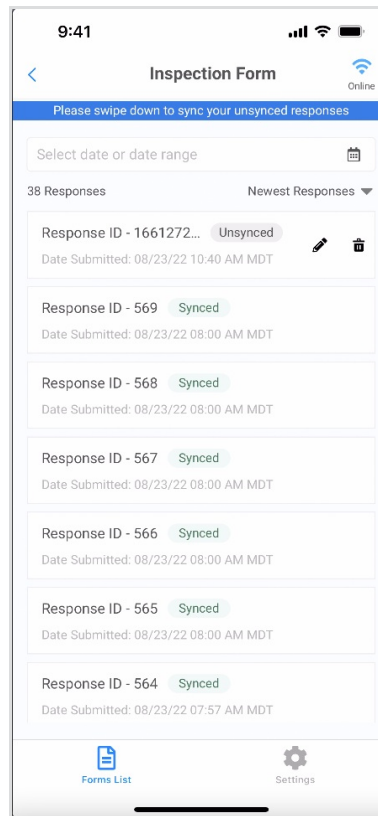 9:41
Inspection Form
Online
Please swipe down to sync your unsynced responses
Select date or date range
38 Responses Newest Responses
Response ID - 1661272... Unsynced
Date Submitted: 08/23/22 10:40 AM MDT
Response ID - 569 Synced
Date Submitted: 08/23/22 08:00 AM MDT
Response ID - 568 Synced
Date Submitted: 08/23/22 08:00 AM MDT
Response ID - 567 Synced
Date Submitted: 08/23/22 08:00 AM MDT
Response ID - 566 Synced
Date Submitted: 08/23/22 08:00 AM MDT
Response ID - 565 Synced
Date Submitted: 08/23/22 08:00 AM MDT
Response ID - 564 Synced
Date Submitted: 08/23/22 07:57 AM MDT
Forms List Settings